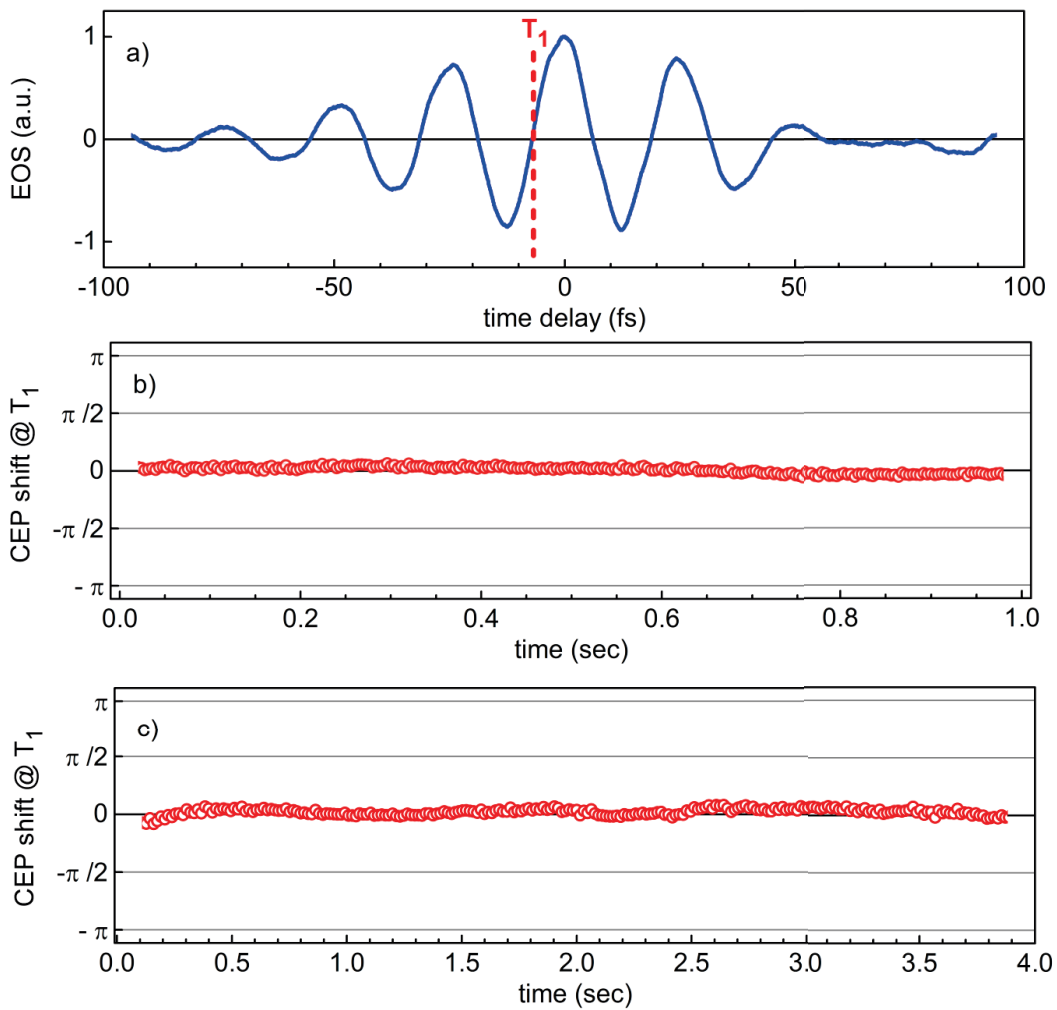 a)
T1
EOS (a.u.)
1
0
-1
-100
-50
0
50
100
time delay (fs)
b)
CEP shift @ T1
π
π /2
0
-π /2
- π
0.0
0.2
0.4
0.6
0.8
1.0
time (sec)
c)
CEP shift @ T1
π
π /2
0
-π /2
- π
0.0
0.5
1.0
1.5
2.0
2.5
3.0
3.5
4.0
time (sec)